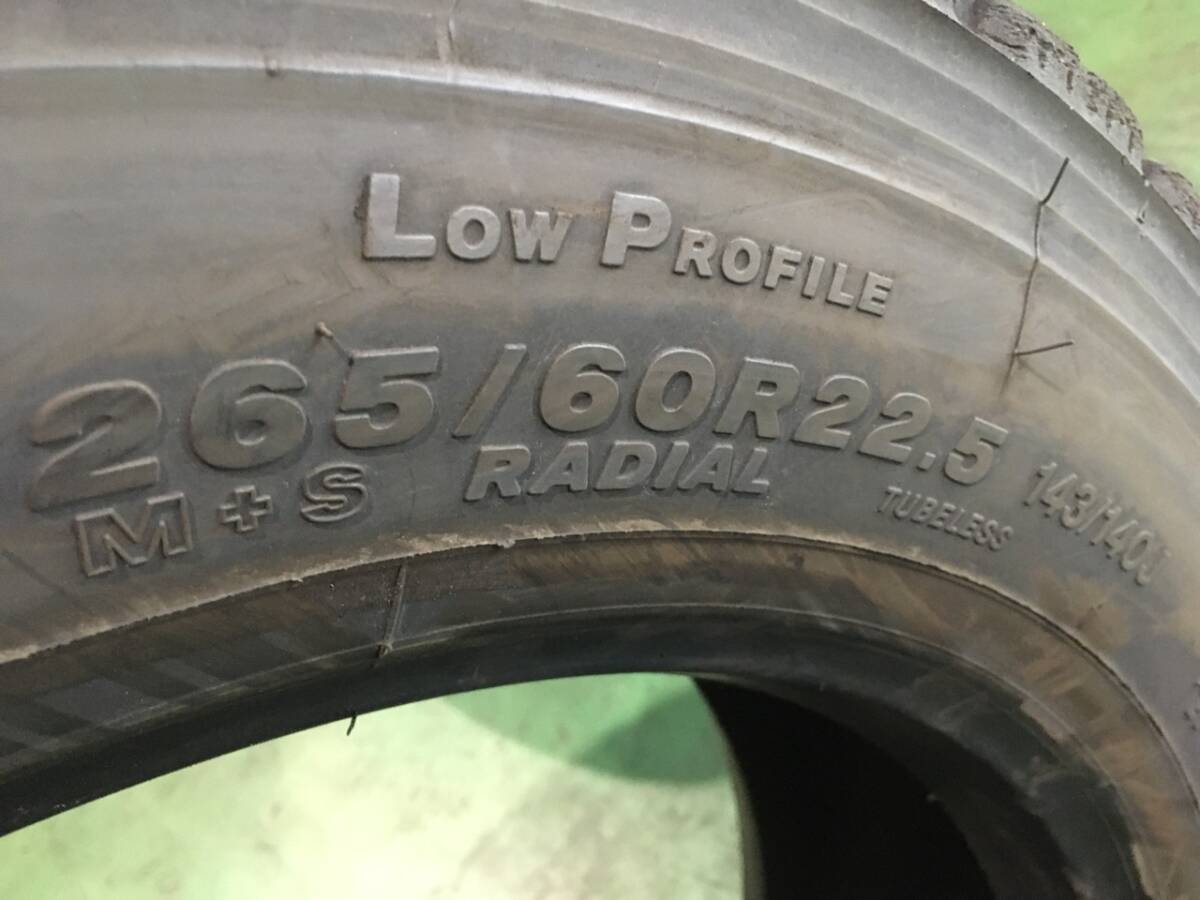 LOW PROFILE
265/60R22.5 143/140J
M+S RADIAL TUBELESS